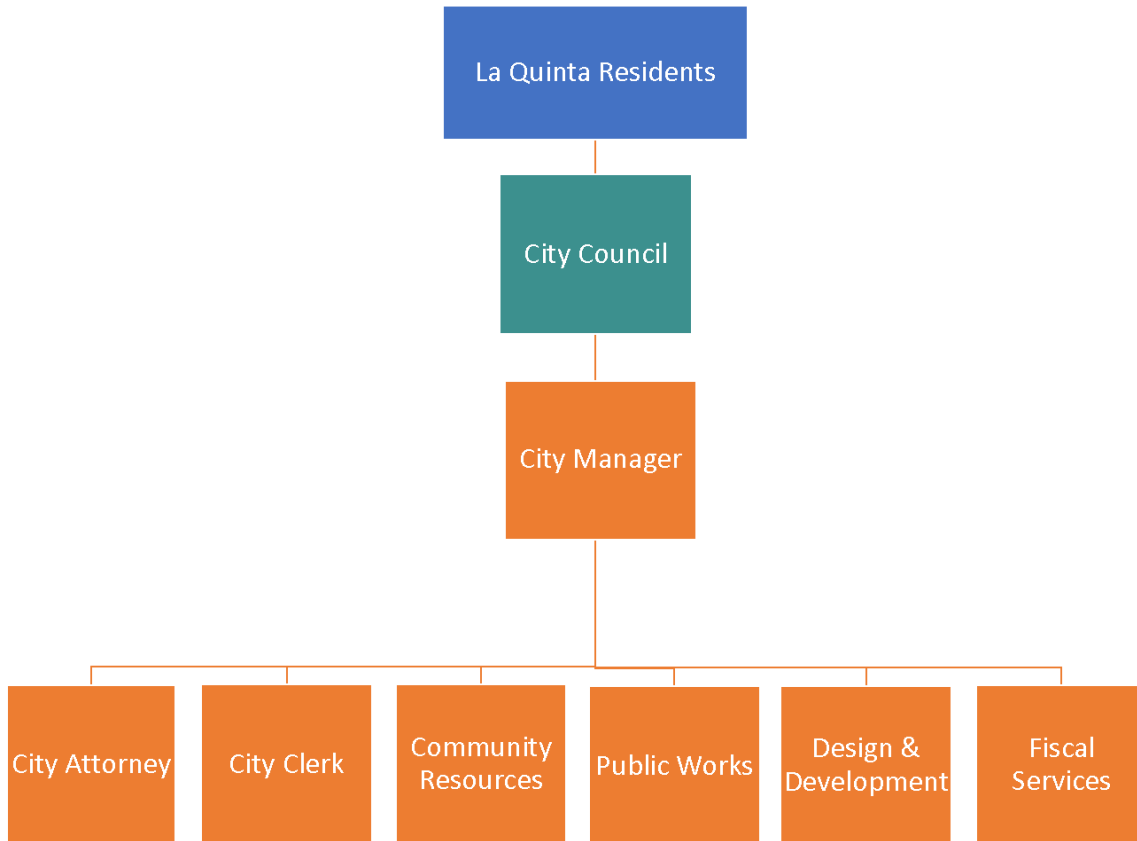 La Quinta Residents
City Council
City Manager
City Attorney
City Clerk
Community
Resources
Public Works
Design &
Development
Fiscal
Services